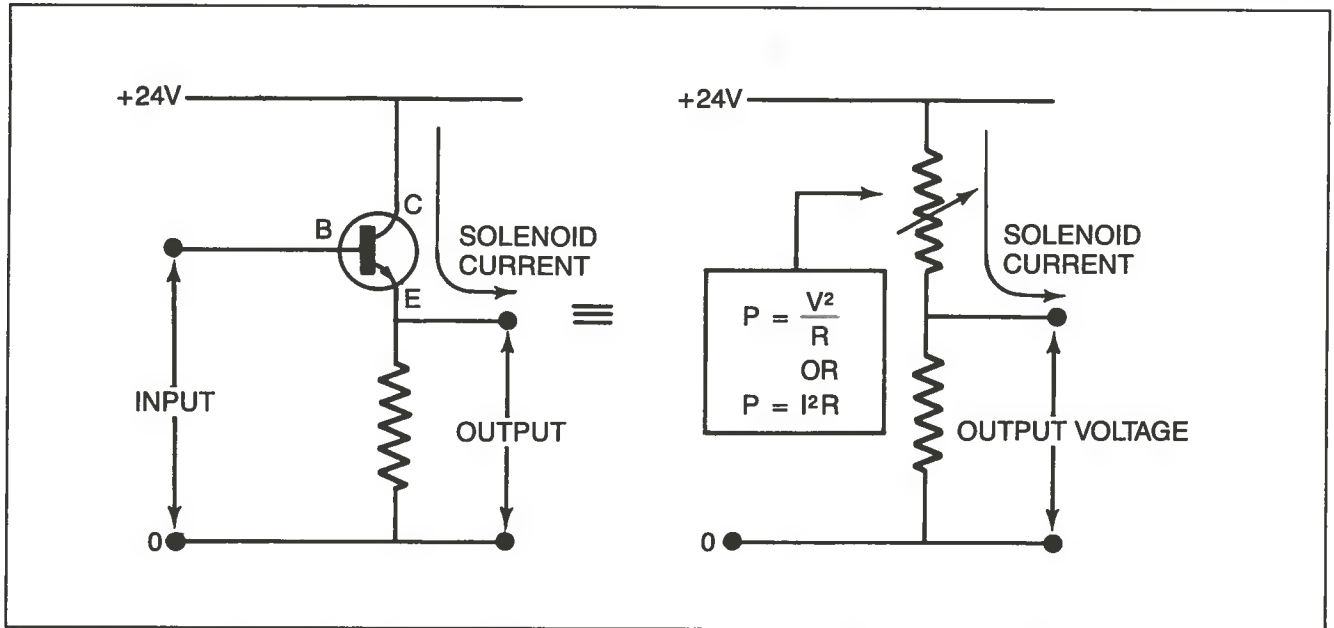 +24V
C
B
SOLENOID
CURRENT
E
INPUT
OUTPUT
0
≡
+24V
SOLENOID
CURRENT
P = V²
R
OR
P = I²R
OUTPUT VOLTAGE
0